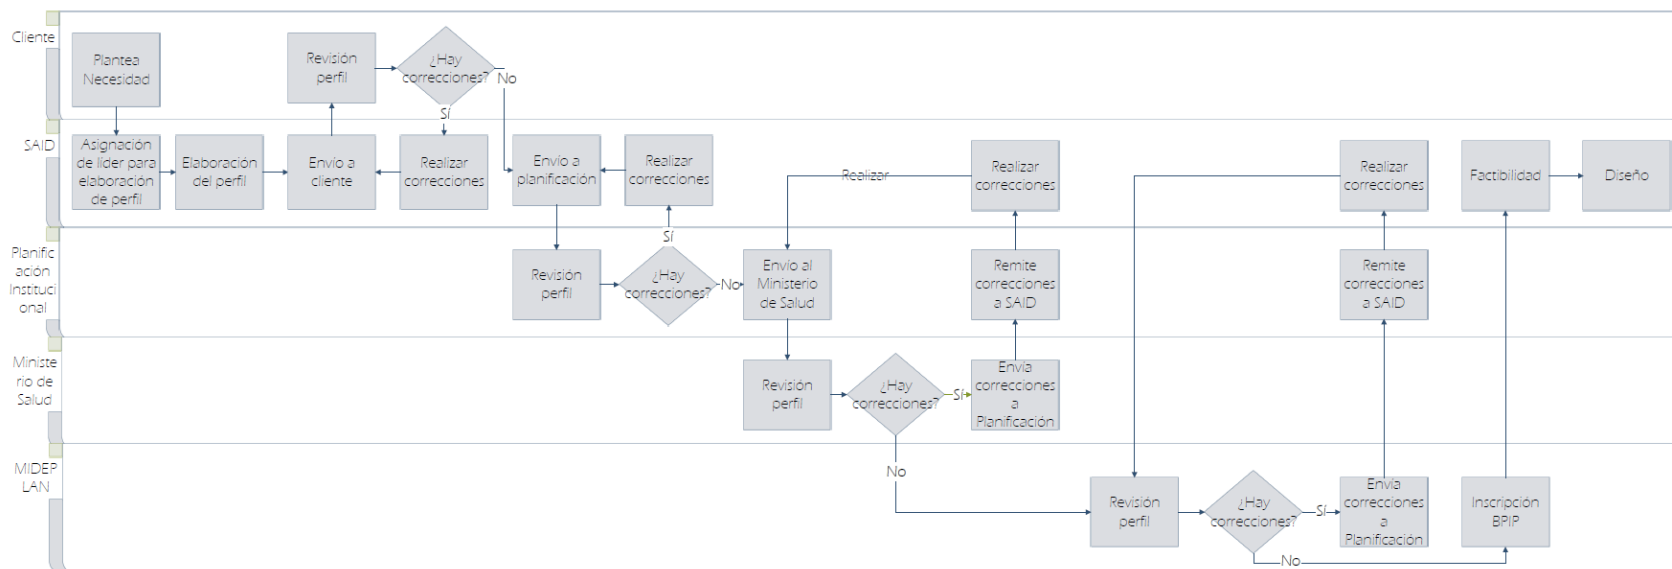 Cliente
Plantea
Necesidad
Revisión
perfil
¿Hay
correcciones?
No
Sí
SAID
Asignación
de líder para
elaboración
de perfil
Elaboración
del perfil
Envío a
cliente
Realizar
correcciones
Envío a
planificación
Realizar
correcciones
Realizar
Realizar
correcciones
Realizar
correcciones
Factibilidad
Diseño
Planific
ación
Instituci
onal
Revisión
perfil
Sí
¿Hay
correcciones?
No
Envío al
Ministerio
de Salud
Remite
correcciones
a SAID
Remite
correcciones
a SAID
Ministe
rio de
Salud
Revisión
perfil
¿Hay
correcciones?
Sí
Envía
correcciones
a
Planificación
No
MIDEP
LAN
Revisión
perfil
¿Hay
correcciones?
Sí
Envía
correcciones
a
Planificación
No
Inscripción
BPIP